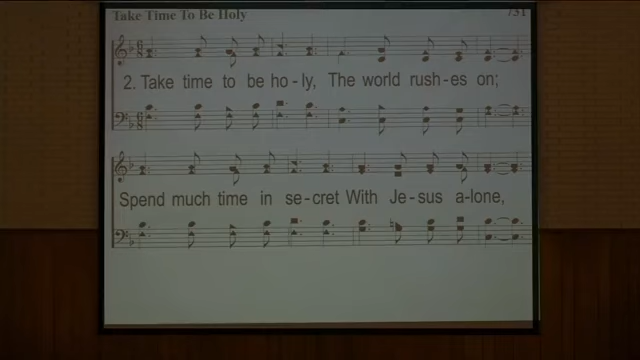 Take Time To Be Holy 731
2. Take time to be ho-ly, The world rush-es on;
Spend much time in se-cret With Je-sus a-lone,